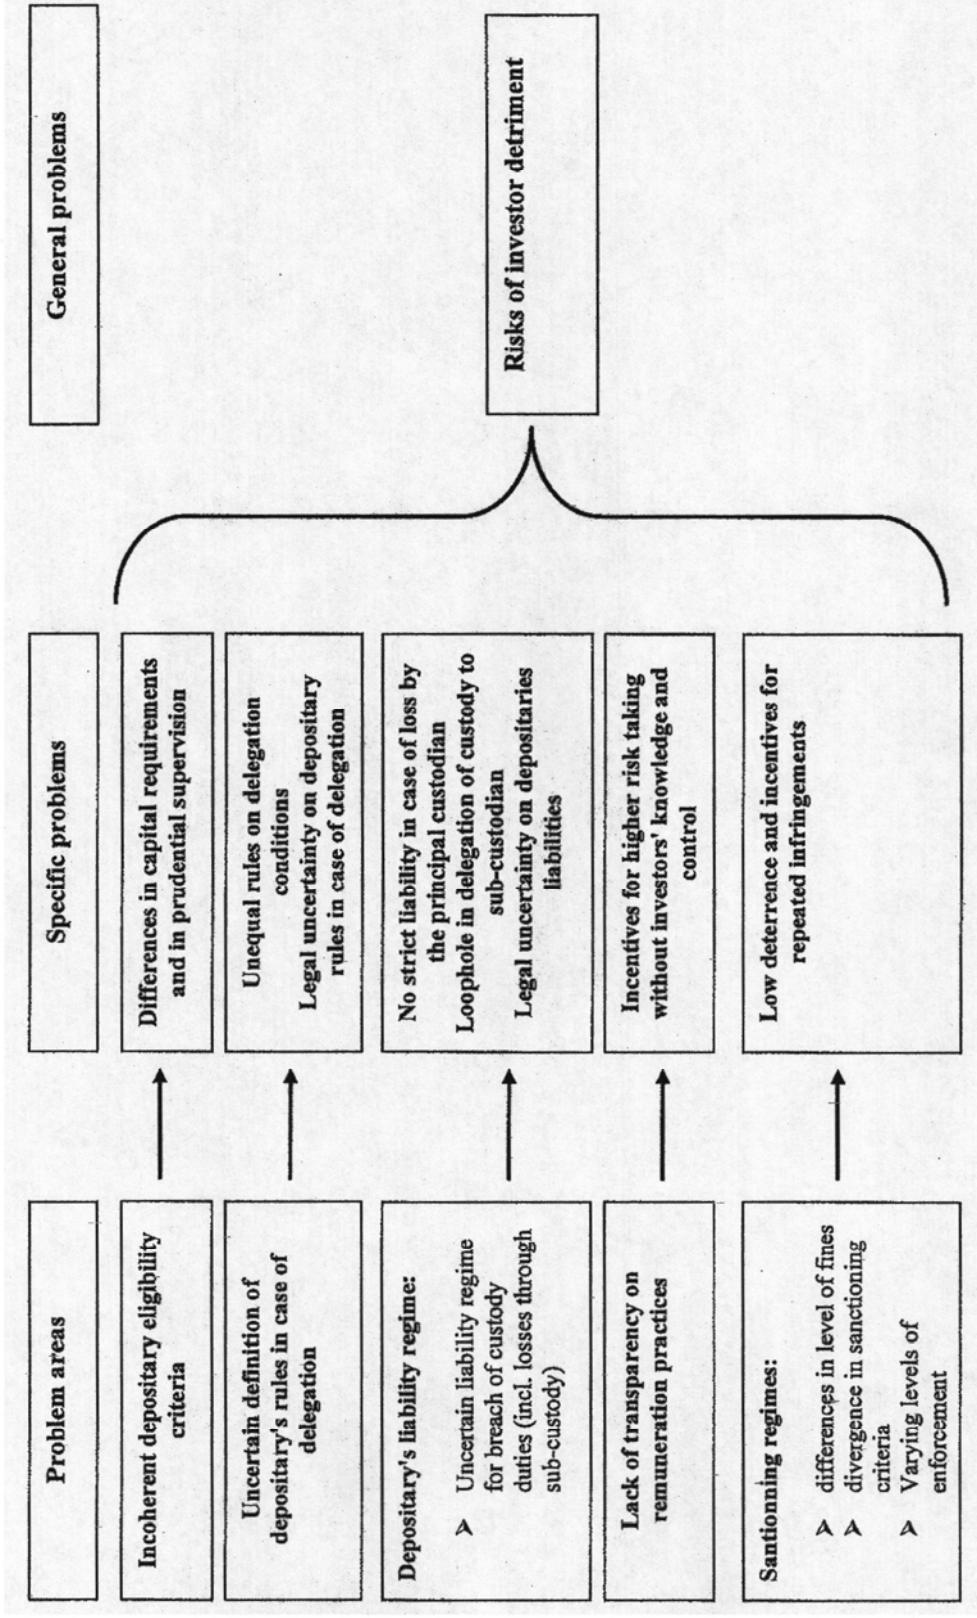 Problem areas
Specific problems
General problems
Incoherent depositary eligibility
criteria
Differences in capital requirements
and in prudential supervision
Uncertain definition of
depositary's rules in case of
delegation
Unequal rules on delegation
conditions
Legal uncertainty on depositary
rules in case of delegation
Depositary's liability regime:
➤ Uncertain liability regime
for breach of custody
duties (incl. losses through
sub-custody)
No strict liability in case of loss by
the principal custodian
Loophole in delegation of custody to
sub-custodian
Legal uncertainty on depositaries
liabilities
Lack of transparency on
remuneration practices
Incentives for higher risk taking
without investors' knowledge and
control
Santionning regimes:
➤ differences in level of fines
➤ divergence in sanctioning
criteria
➤ Varying levels of
enforcement
Low deterrence and incentives for
repeated infringements
Risks of investor detriment